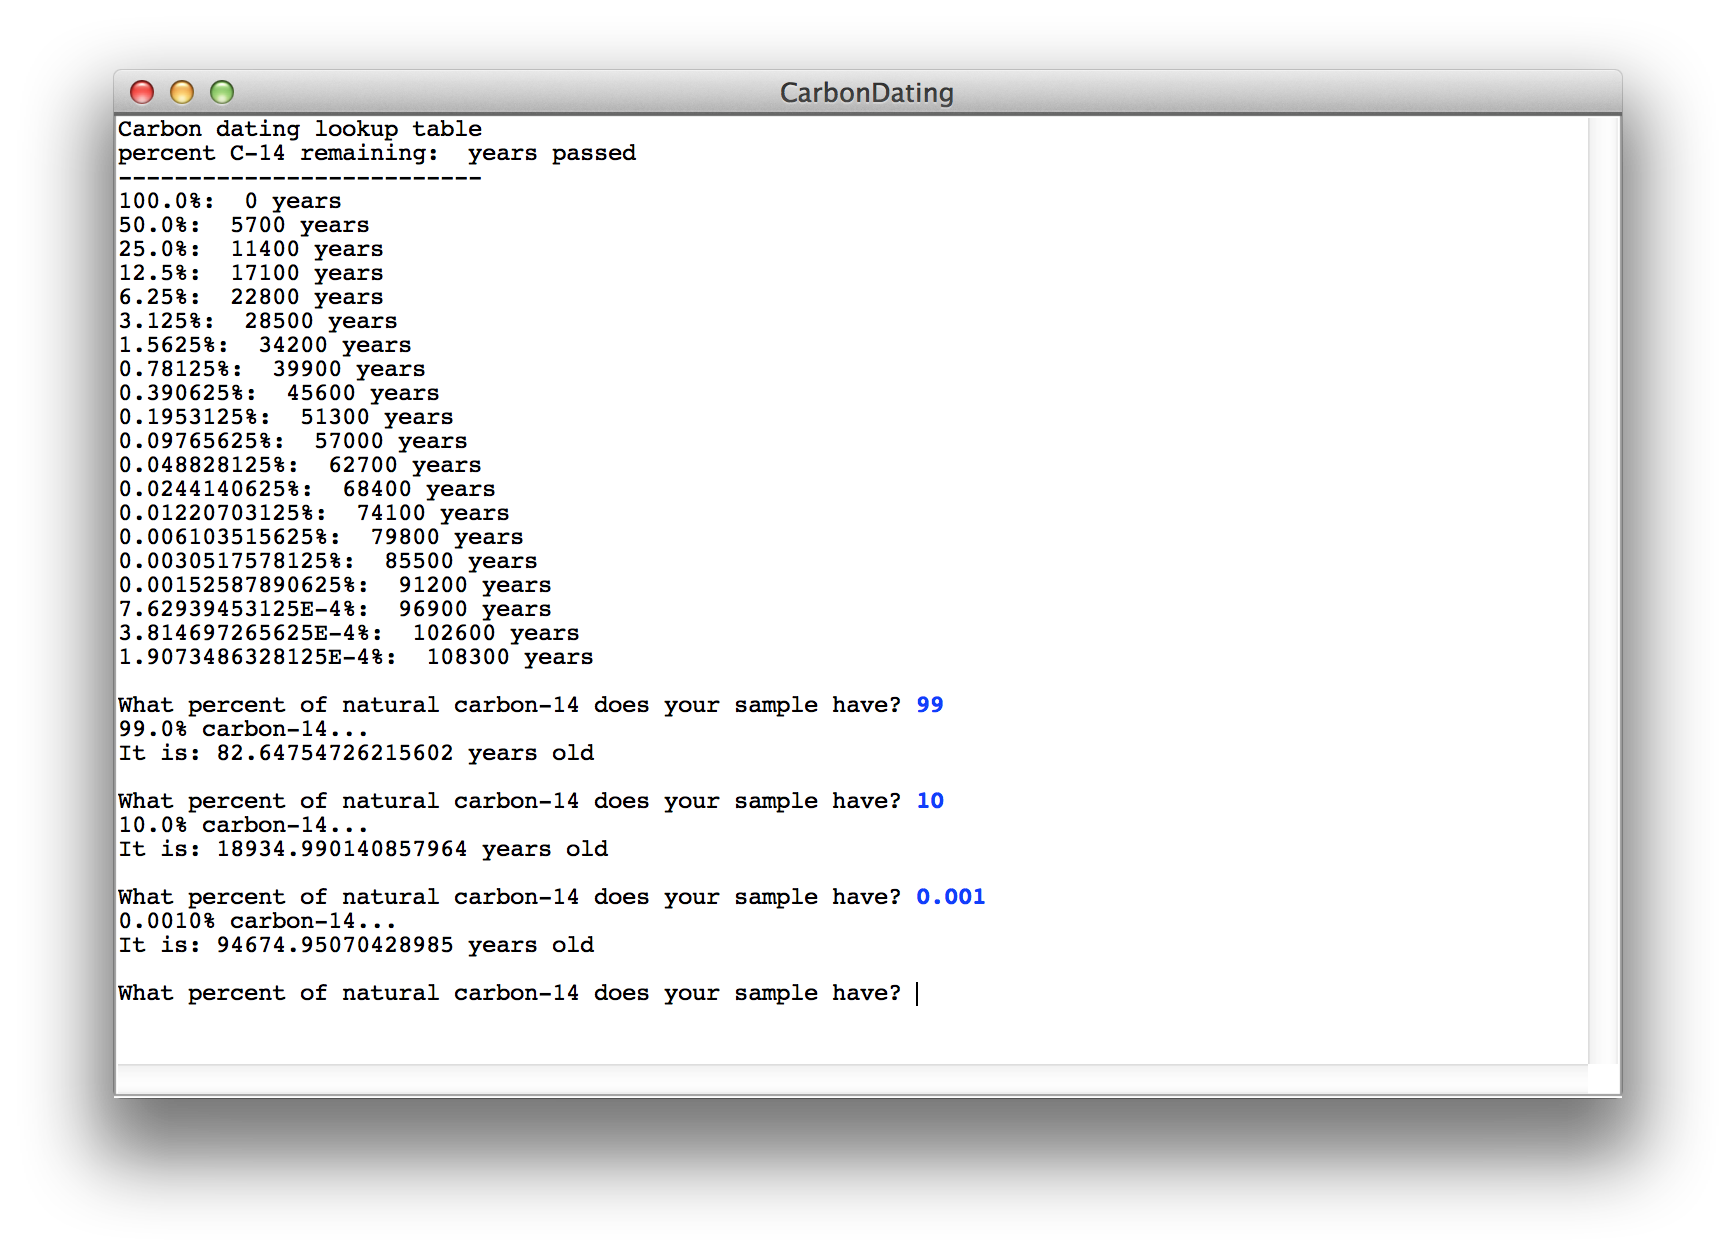 CarbonDating
Carbon dating lookup table
percent C-14 remaining:  years passed
--------------------------
100.0%:  0 years
50.0%:  5700 years
25.0%:  11400 years
12.5%:  17100 years
6.25%:  22800 years
3.125%:  28500 years
1.5625%:  34200 years
0.78125%:  39900 years
0.390625%:  45600 years
0.1953125%:  51300 years
0.09765625%:  57000 years
0.048828125%:  62700 years
0.0244140625%:  68400 years
0.01220703125%:  74100 years
0.006103515625%:  79800 years
0.0030517578125%:  85500 years
0.00152587890625%:  91200 years
7.62939453125E-4%:  96900 years
3.814697265625E-4%:  102600 years
1.9073486328125E-4%:  108300 years
What percent of natural carbon-14 does your sample have? 99
99.0% carbon-14...
It is: 82.64754726215602 years old
What percent of natural carbon-14 does your sample have? 10
10.0% carbon-14...
It is: 18934.990140857964 years old
What percent of natural carbon-14 does your sample have? 0.001
0.0010% carbon-14...
It is: 94674.95070428985 years old
What percent of natural carbon-14 does your sample have?